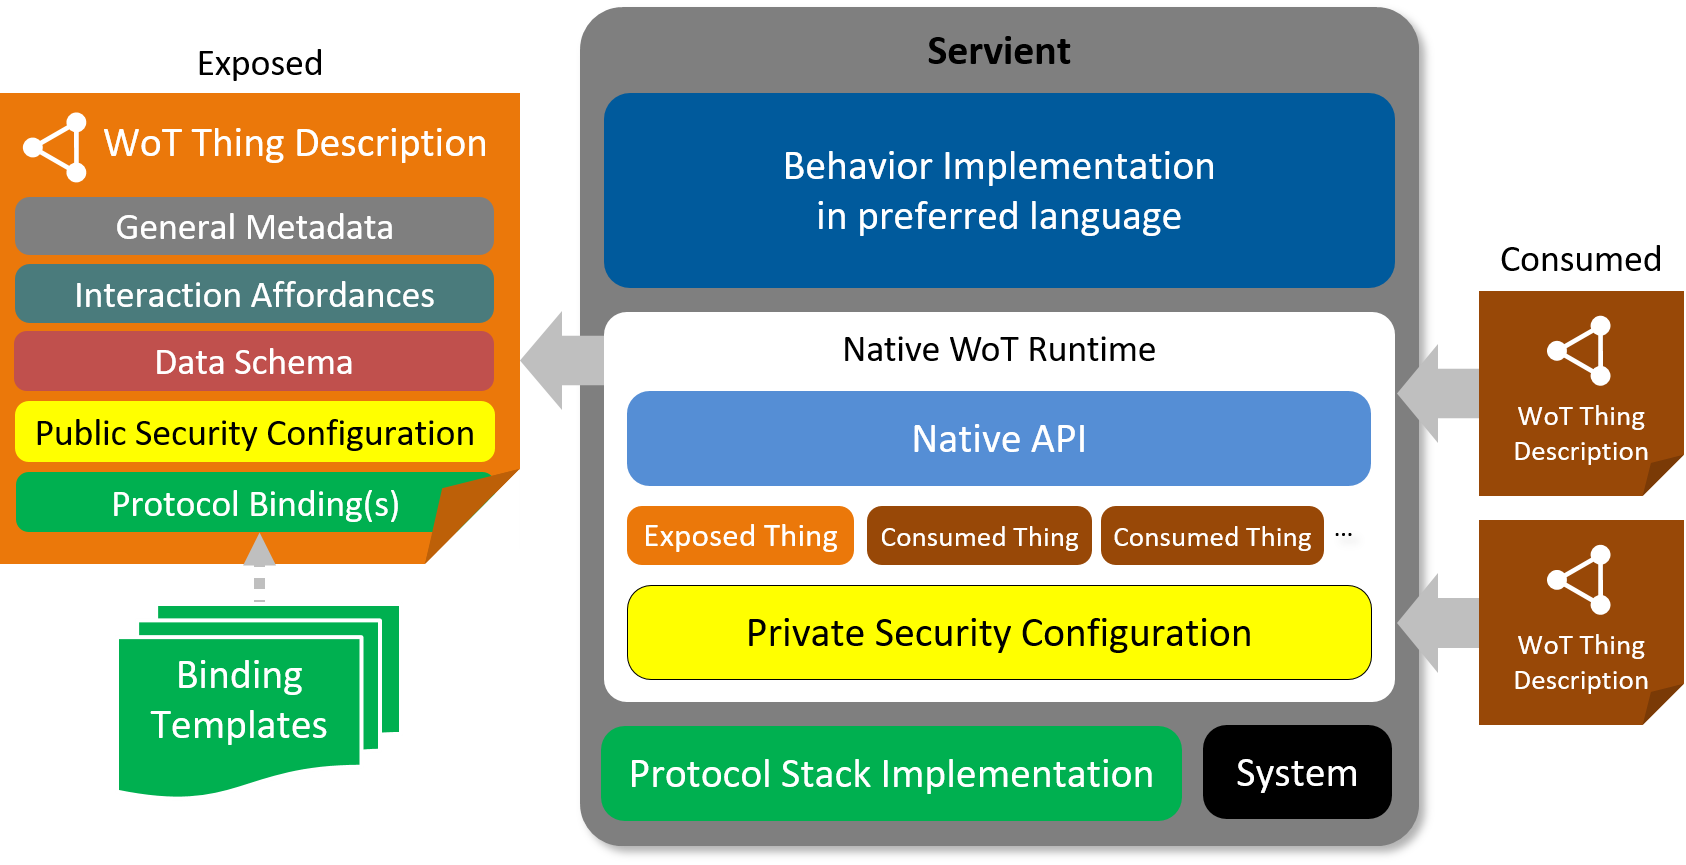 Exposed
WoT Thing Description
General Metadata
Interaction Affordances
Data Schema
Public Security Configuration
Protocol Binding(s)
Binding
Templates
Servient
Behavior Implementation
in preferred language
Native WoT Runtime
Native API
Exposed Thing
Consumed Thing
Consumed Thing
...
Private Security Configuration
Protocol Stack Implementation
System
Consumed
WoT Thing
Description
WoT Thing
Description